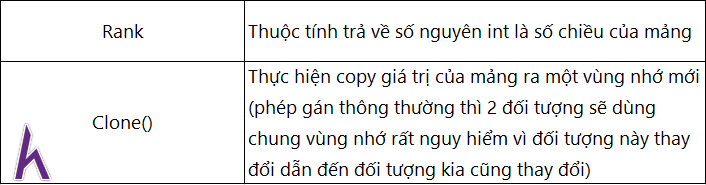 Rank
Thuộc tính trả về số nguyên int là số chiều của mảng
Clone()
Thực hiện copy giá trị của mảng ra một vùng nhớ mới
(phép gán thông thường thì 2 đối tượng sẽ dùng
chung vùng nhớ rất nguy hiểm vì đối tượng này thay
đổi dẫn đến đối tượng kia cũng thay đổi)